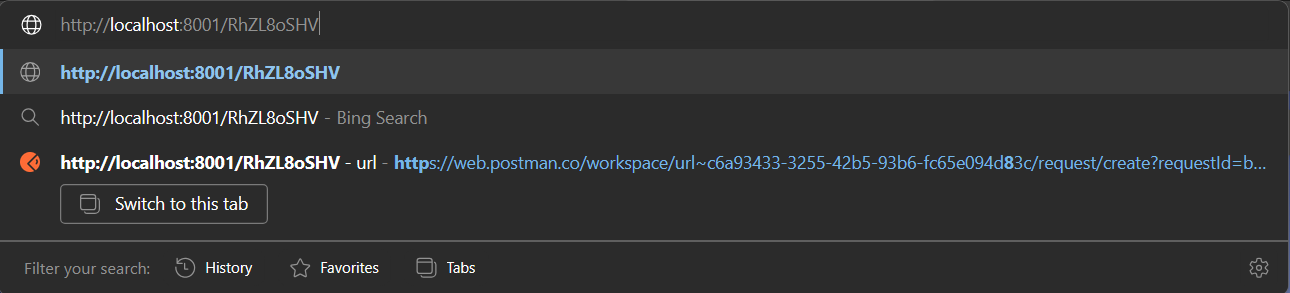 http://localhost:8001/RhZL8oSHV
http://localhost:8001/RhZL8oSHV
http://localhost:8001/RhZL8oSHV - Bing Search
http://localhost:8001/RhZL8oSHV - url - https://web.postman.co/workspace/url~c6a93433-3255-42b5-93b6-fc65e094d83c/request/create?requestId=b...
Switch to this tab
Filter your search: History Favorites Tabs